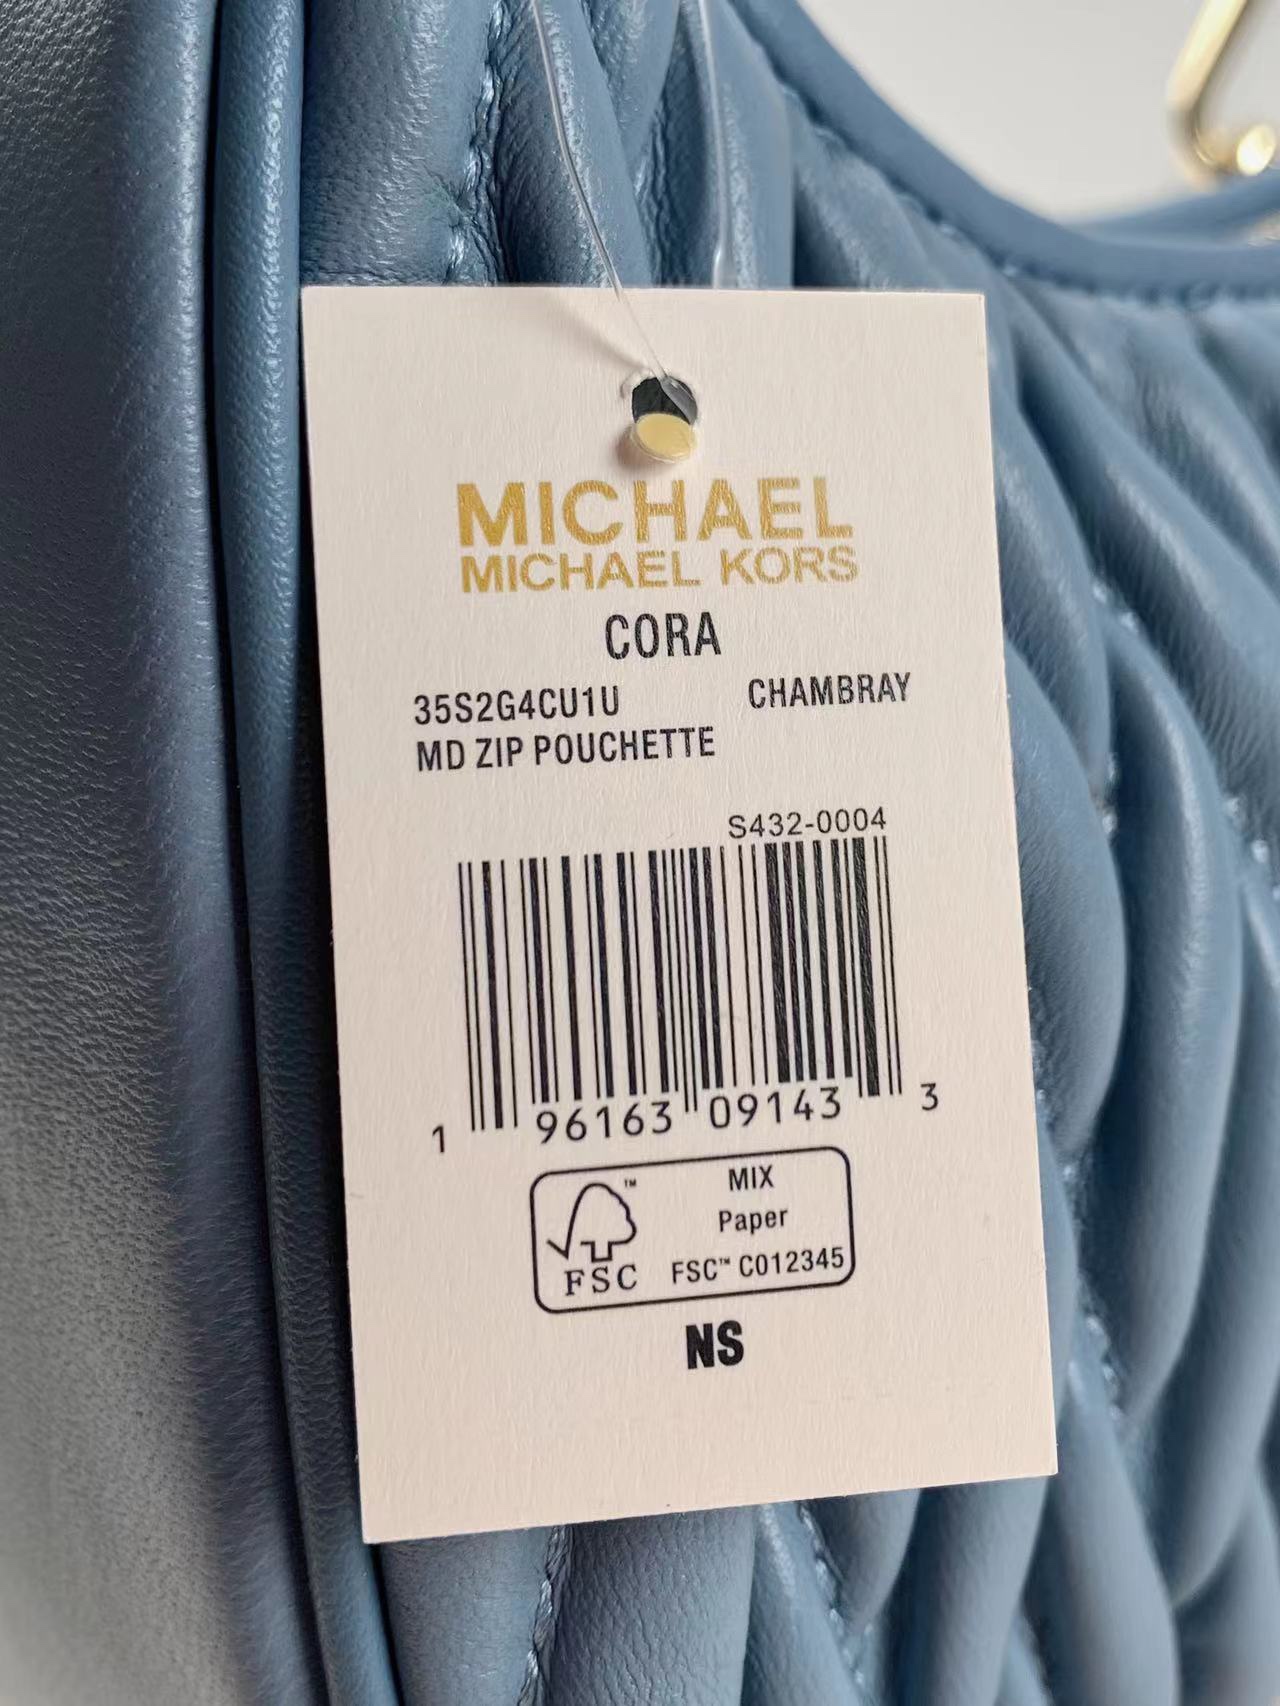 MICHAEL
MICHAEL KORS
CORA
35S2G4CU1U CHAMBRAY
MD ZIP POUCHETTE
S432-0004
1 96163 09143 3
FSC™
MIX
Paper
FSC™ C012345
NS